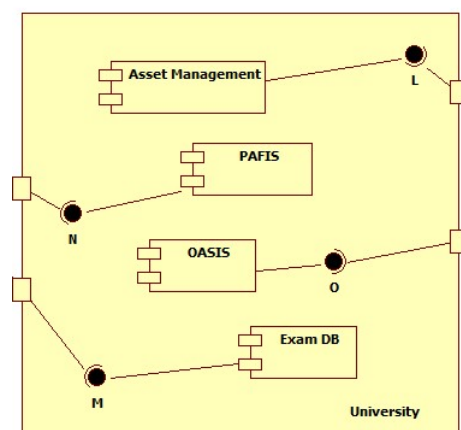 Asset Management
L
PAFIS
N
OASIS
O
Exam DB
M
University